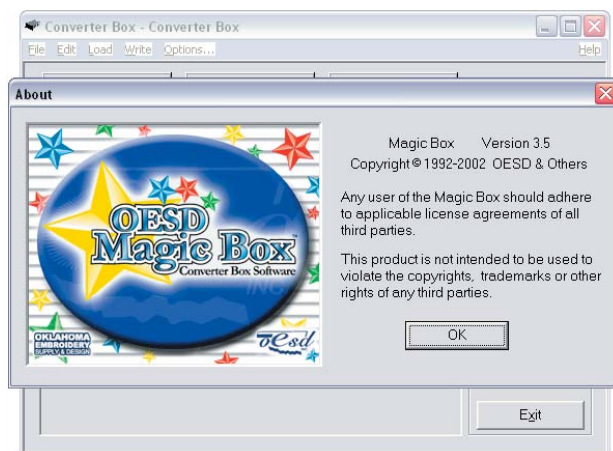 Converter Box - Converter Box
File Edit Load Write Options... Help
About
Magic Box Version 3.5
Copyright © 1992-2002 OESD & Others
Any user of the Magic Box should adhere
to applicable license agreements of all
third parties.
This product is not intended to be used to
violate the copyrights, trademarks or other
rights of any third parties.
OK
OESD
Magic Box™
Converter Box Software
INC
OKLAHOMA
EMBROIDERY
SUPPLY & DESIGN
oesd
Exit